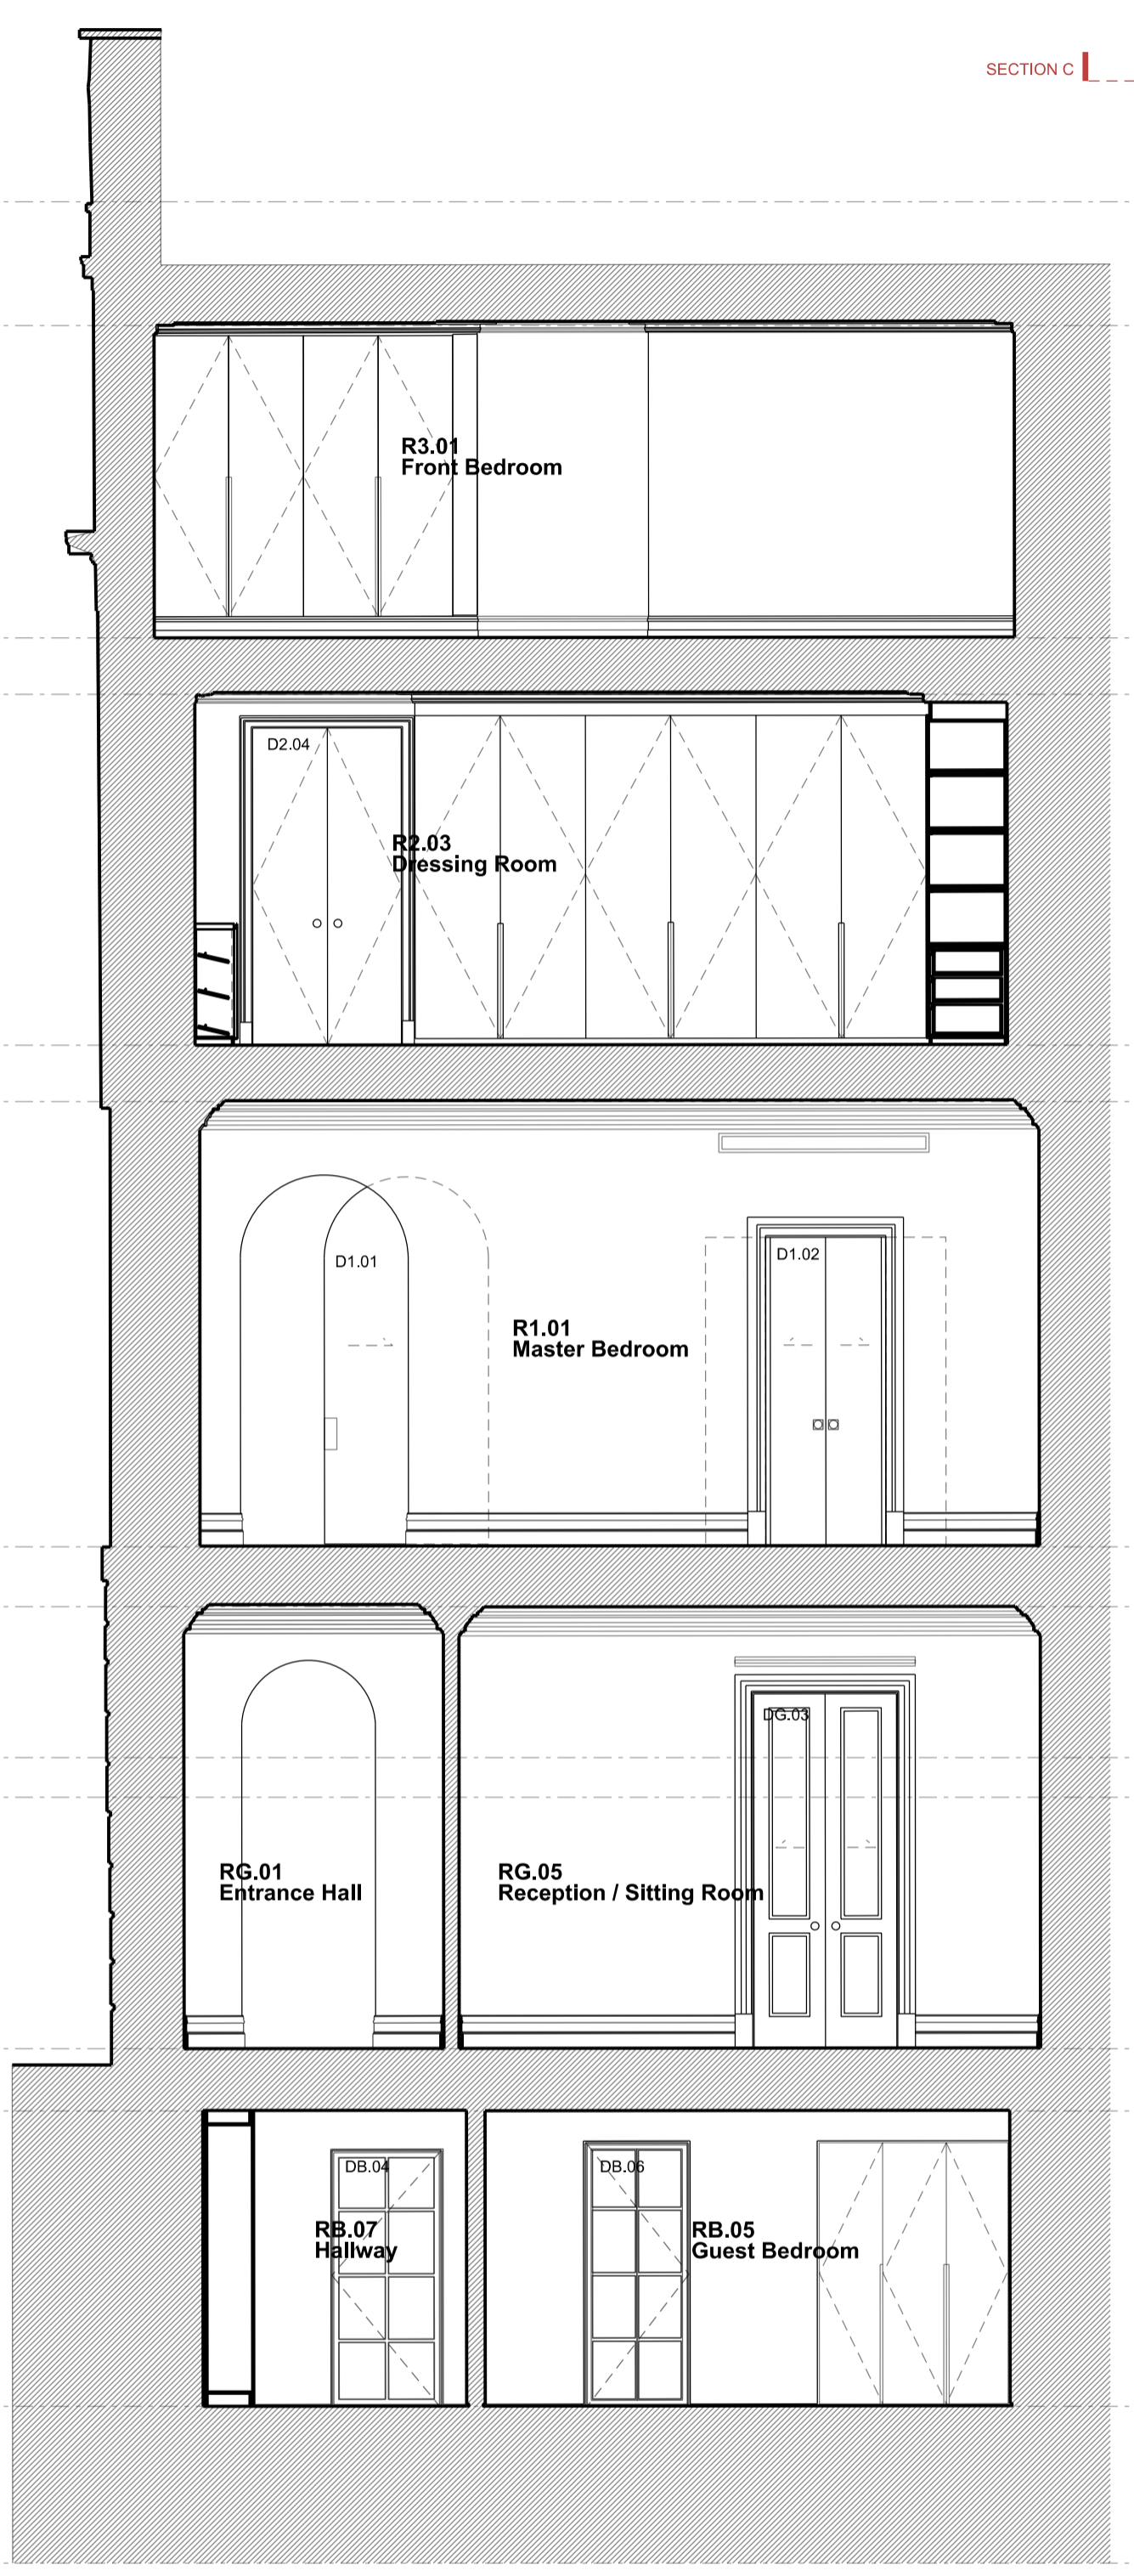 SECTION C
R3.01
Front Bedroom
D2.04
R2.03
Dressing Room
D1.01
D1.02
R1.01
Master Bedroom
DG.03
RG.01
Entrance Hall
RG.05
Reception / Sitting Room
DB.04
DB.06
RB.07
Hallway
RB.05
Guest Bedroom